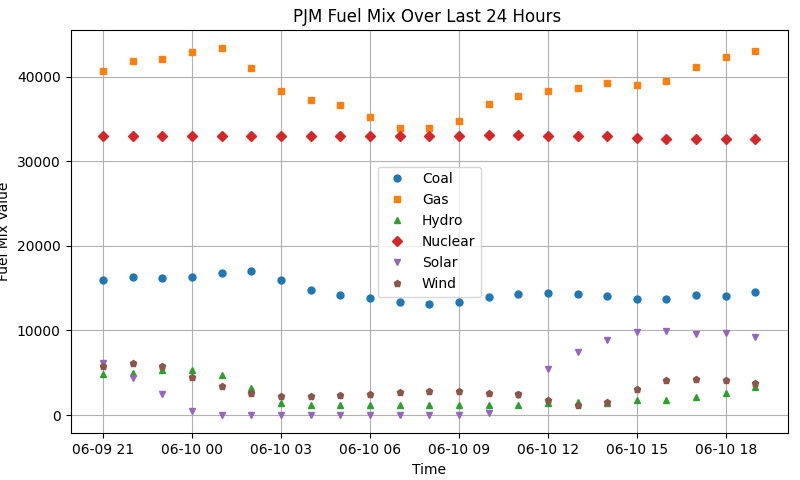 PJM Fuel Mix Over Last 24 Hours
Fuel Mix Value
40000
30000
20000
10000
0
Coal
Gas
Hydro
Nuclear
Solar
Wind
06-09 21 06-10 00 06-10 03 06-10 06 06-10 09 06-10 12 06-10 15 06-10 18
Time